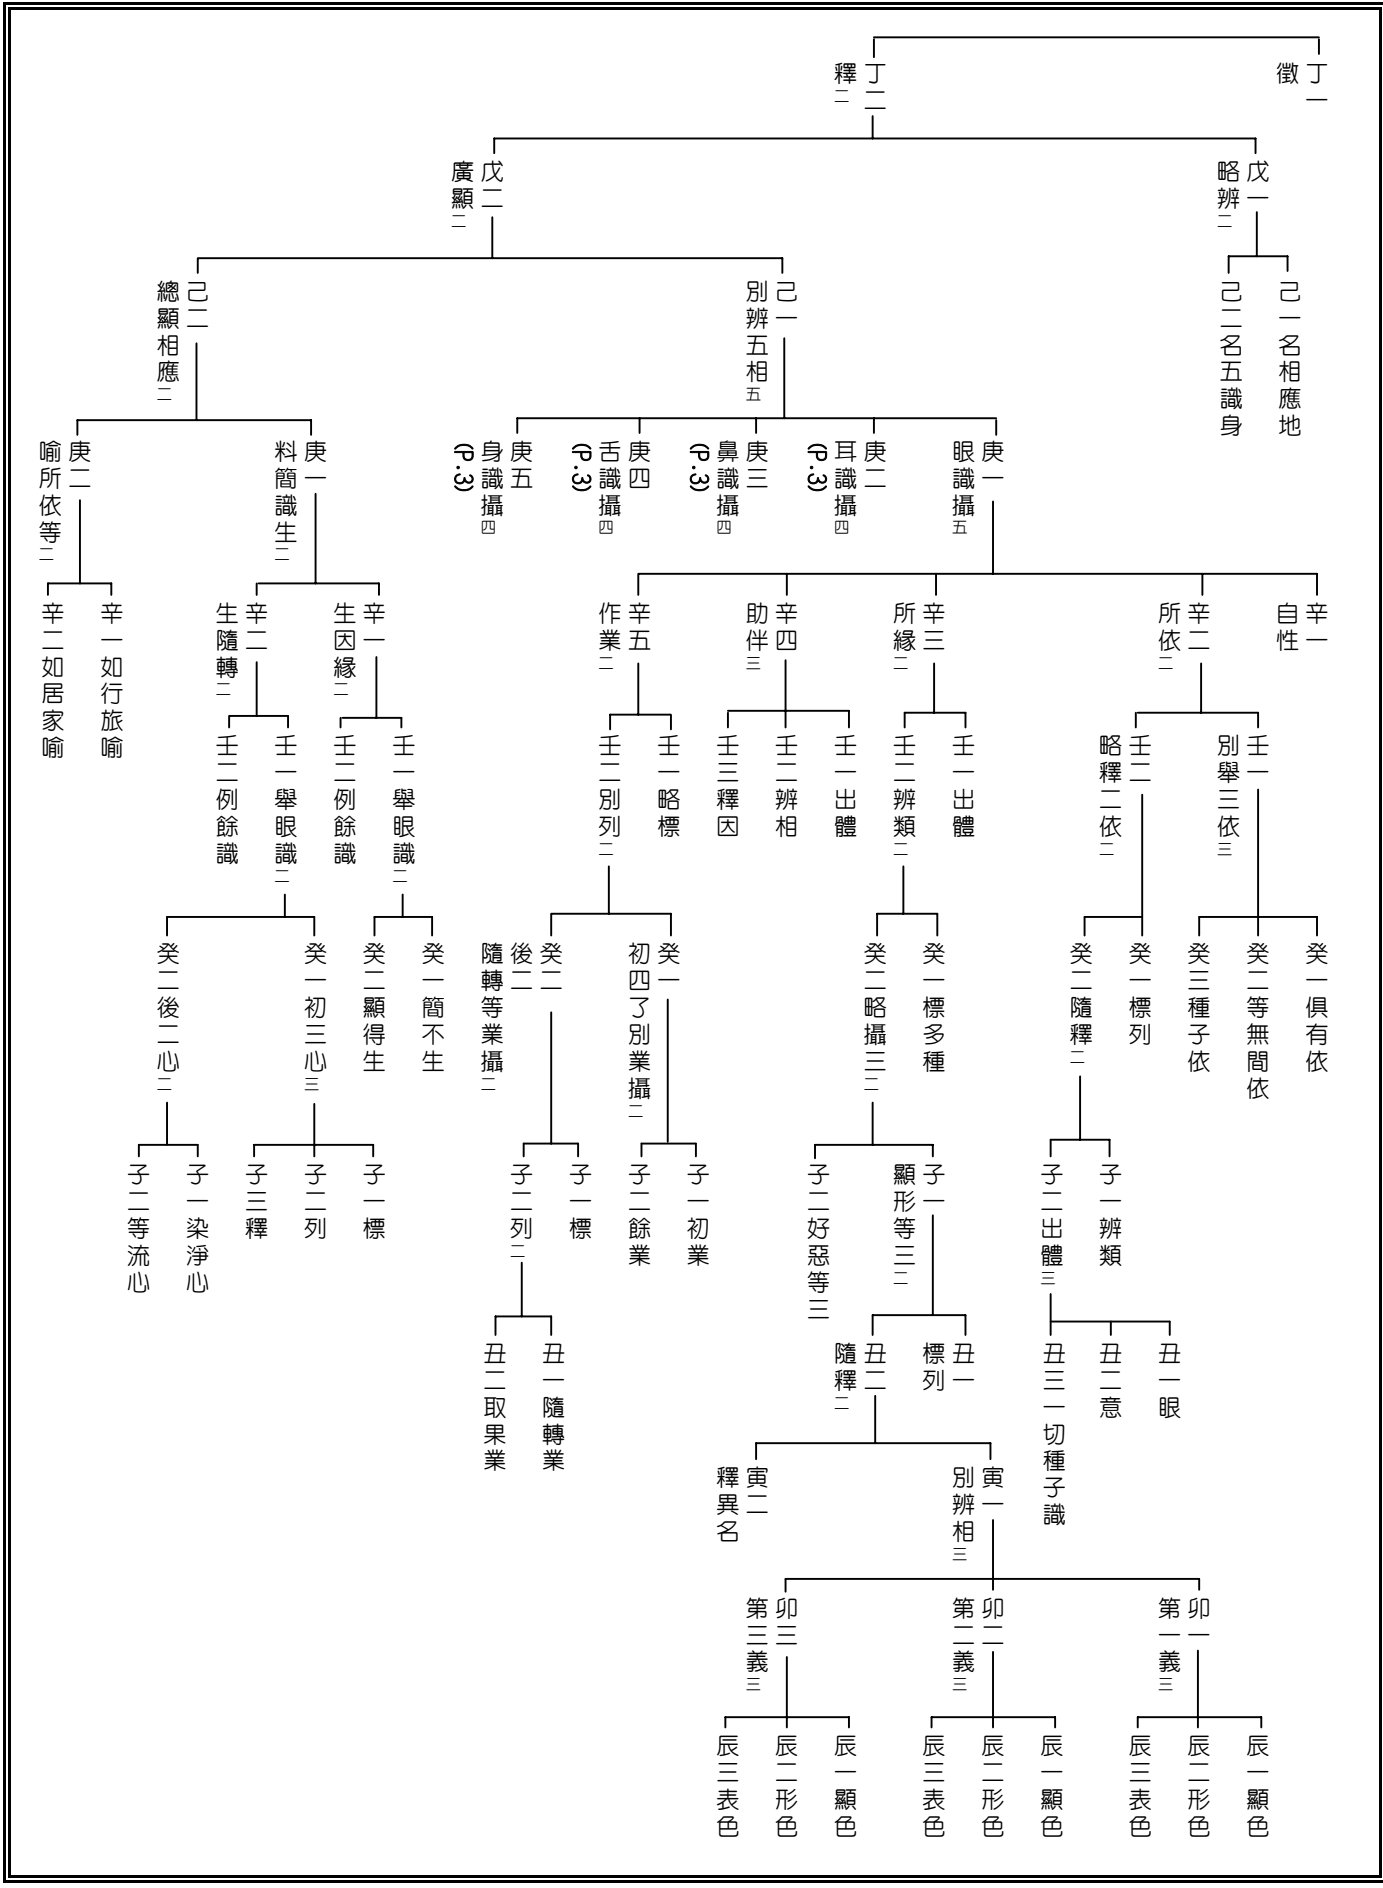 丁一
徵
丁二
釋二
戊一
略辨二
戊二
廣顯二
己一名相應地
己二名五識身
己一
別辨五相五
己二
總顯相應二
庚一
眼識攝五
庚二
耳識攝四
(P.3)
庚三
鼻識攝四
(P.3)
庚四
舌識攝四
(P.3)
庚五
身識攝四
(P.3)
庚一
料簡識生二
庚二
喻所依等二
辛一
自性
辛二
所依二
辛三
所緣二
辛四
助伴三
辛五
作業二
辛一
生因緣二
辛二
生隨轉二
辛一如行旅喻
辛二如居家喻
壬一
別舉三依三
壬二
略釋二依二
壬一出體
壬二辨類二
壬一出體
壬二辨相
壬三釋因
壬一略標
壬二別列二
壬一舉眼識二
壬二例餘識
壬一舉眼識二
壬二例餘識
癸一俱有依
癸二等無間依
癸三種子依
癸一標列
癸二隨釋二
癸一標多種
癸二略攝三二
癸一
初四了別業攝二
癸二
後二
隨轉等業攝二
癸一簡不生
癸二顯得生
癸一初三心三
癸二後二心二
子一辨類
子二出體三
子一
顯形等三二
子二好惡等三
子一初業
子二餘業
子一標
子二列二
子一標
子二列
子三釋
子一染淨心
子二等流心
丑一眼
丑二意
丑三一切種子識
丑一
標列
丑二
隨釋二
丑一隨轉業
丑二取果業
寅一
別辨相三
寅二
釋異名
卯一
第一義三
卯二
第二義三
卯三
第三義三
辰一顯色
辰二形色
辰三表色
辰一顯色
辰二形色
辰三表色
辰一顯色
辰二形色
辰三表色